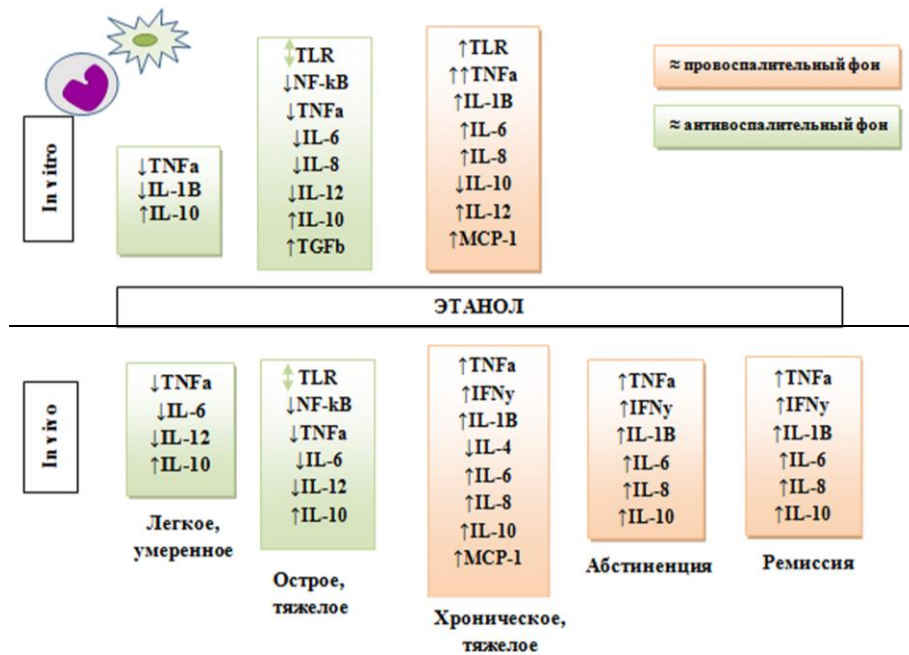 In vitro
↓TNFa
↓IL-1B
↑IL-10
↕TLR
↓NF-kB
↓TNFa
↓IL-6
↓IL-8
↓IL-12
↑IL-10
↑TGFb
↑TLR
↑↑TNFa
↑IL-1B
↑IL-6
↑IL-8
↓IL-10
↑IL-12
↑MCP-1
≈ провоспалительный фон
≈ антивоспалительный фон
ЭТАНОЛ
In vivo
↓TNFa
↓IL-6
↓IL-12
↑IL-10
Легкое,
умеренное
↕TLR
↓NF-kB
↓TNFa
↓IL-6
↓IL-12
↑IL-10
Острое,
тяжелое
↑TNFa
↑IFNy
↑IL-1B
↓IL-4
↑IL-6
↑IL-8
↑IL-10
↑MCP-1
Хроническое,
тяжелое
↑TNFa
↑IFNy
↑IL-1B
↑IL-6
↑IL-8
↑IL-10
Абстиненция
↑TNFa
↑IFNy
↑IL-1B
↑IL-6
↑IL-8
↑IL-10
Ремиссия